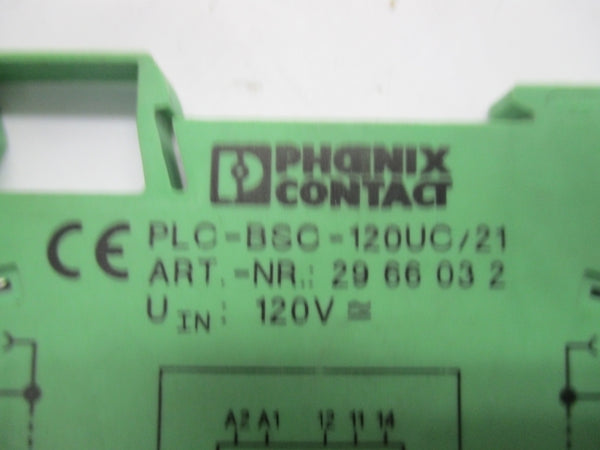 PHOENIX
CONTACT
CE PLC-BSC-120UC/21
ART.-NR.: 29 66 03 2
U IN: 120V ≅
A2 A1 12 11 14